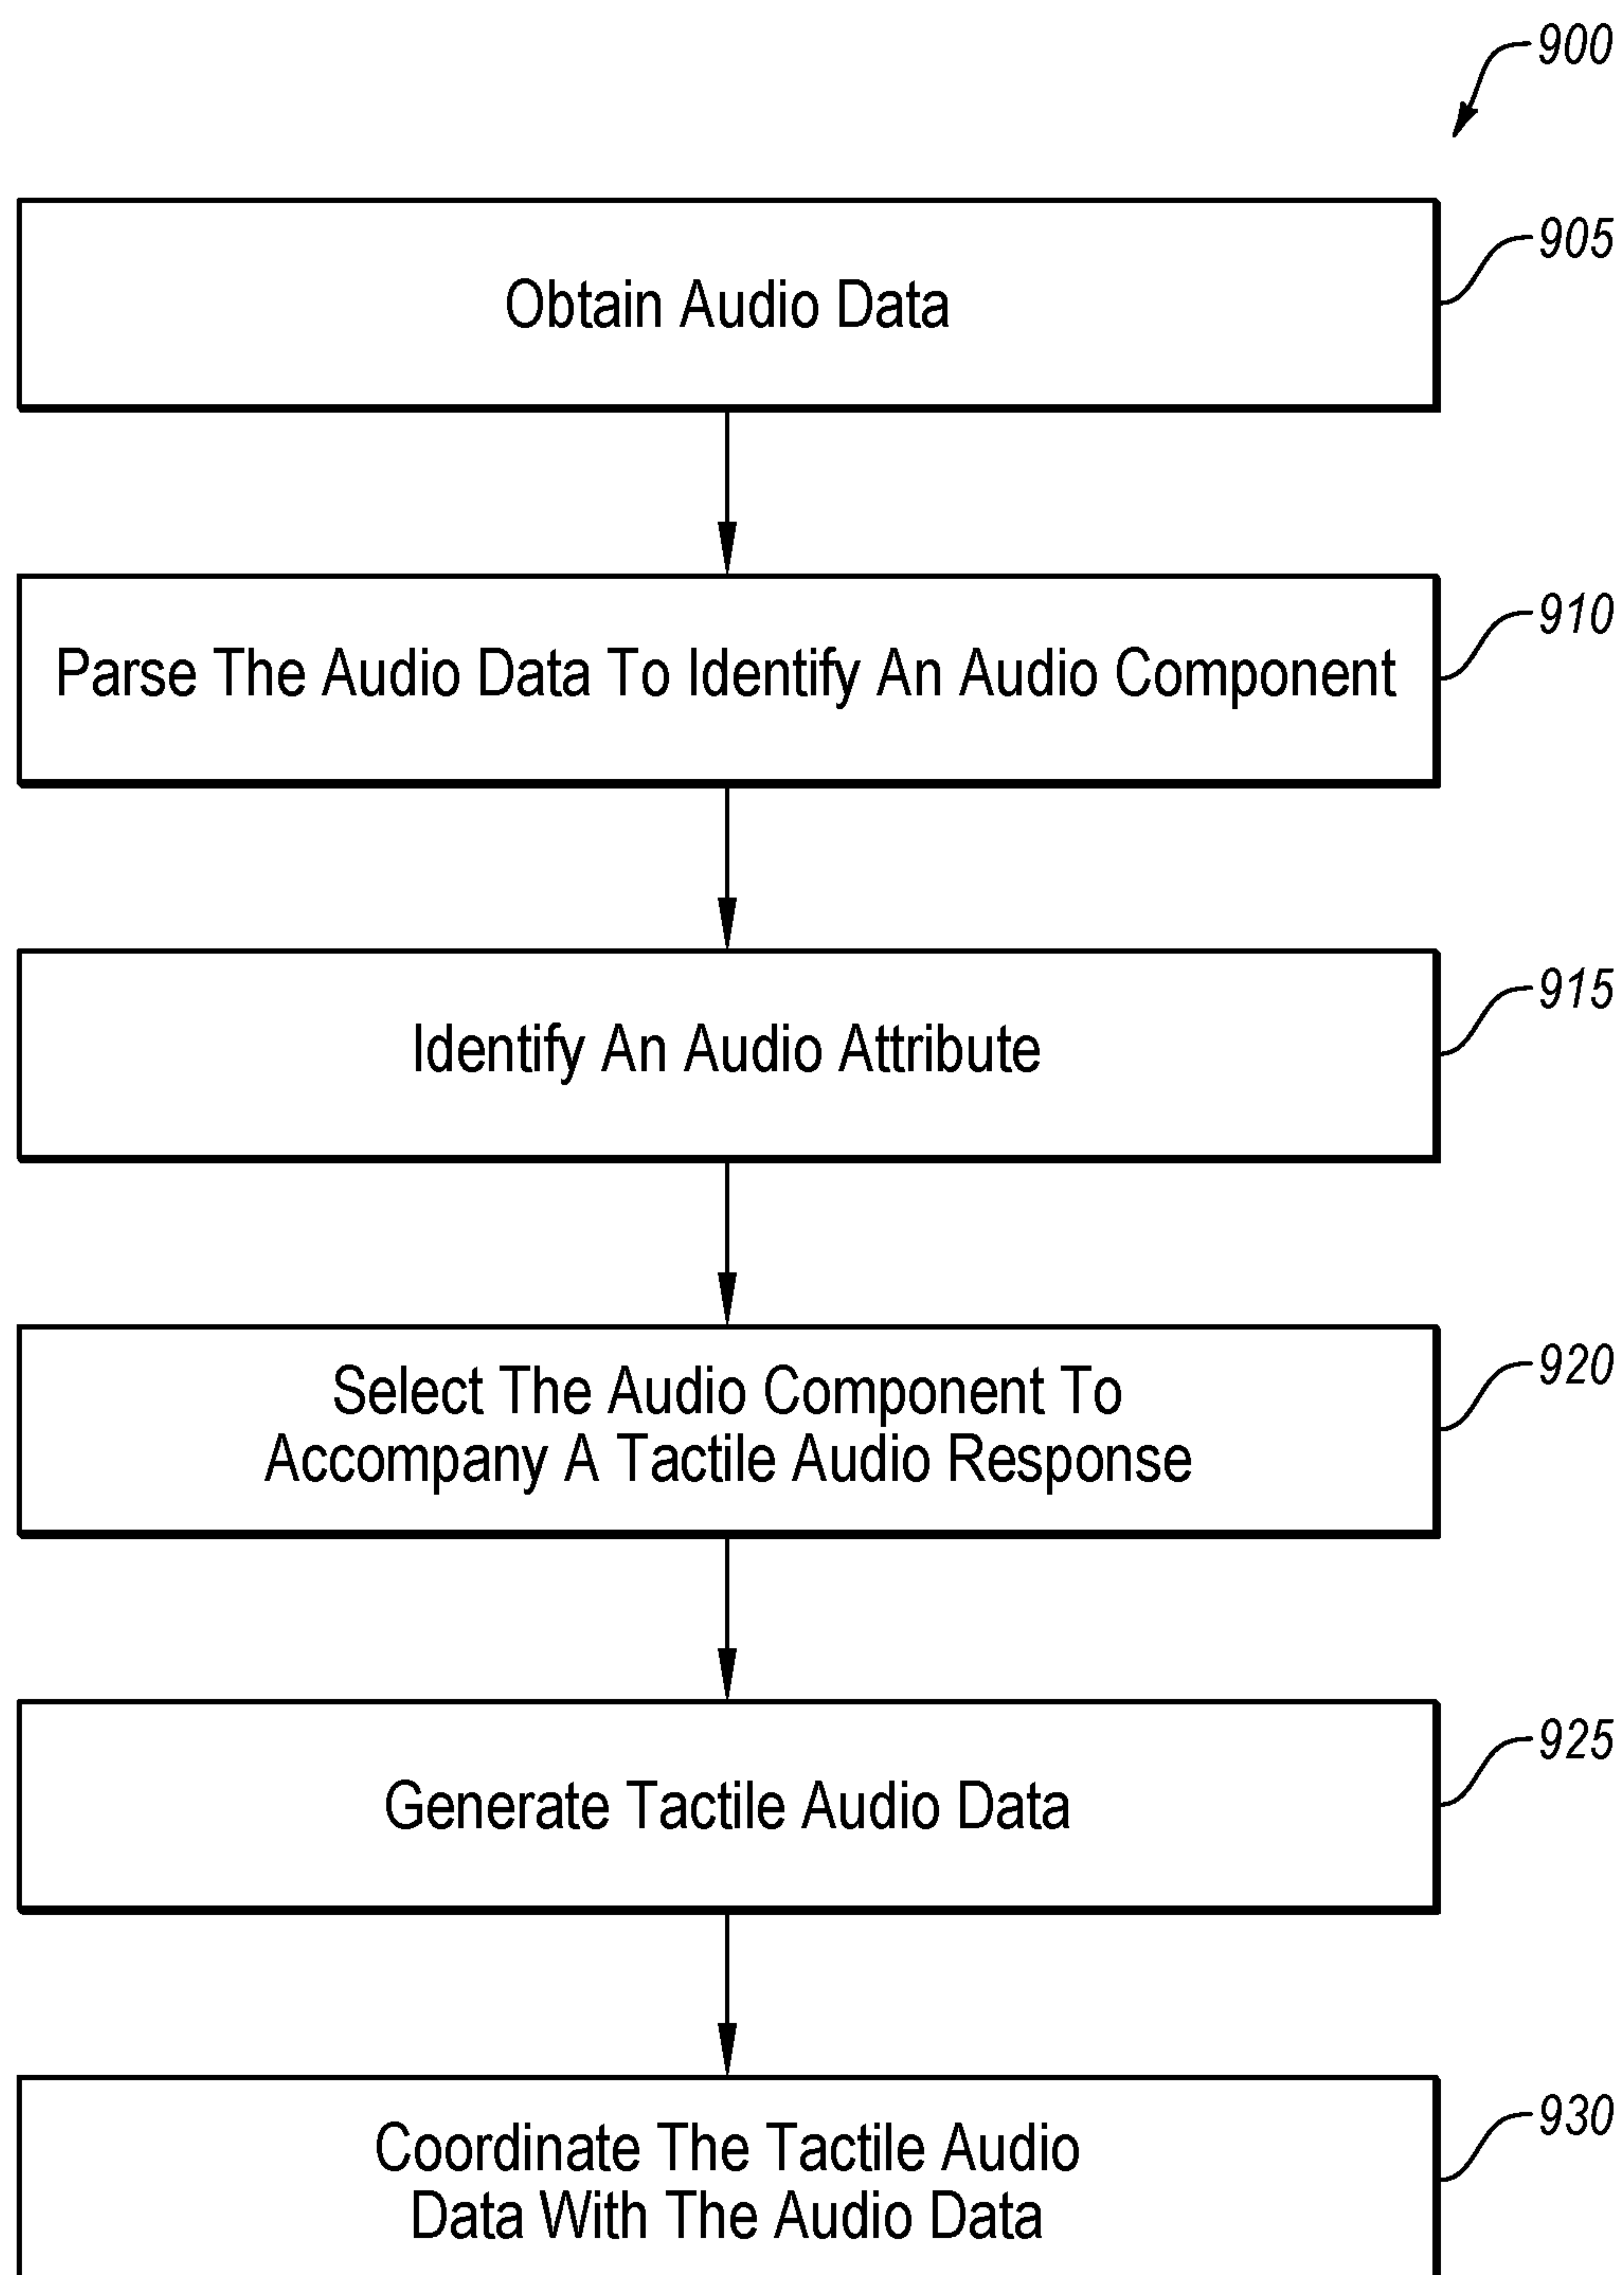 900
905
Obtain Audio Data
910
Parse The Audio Data To Identify An Audio Component
915
Identify An Audio Attribute
920
Select The Audio Component To
Accompany A Tactile Audio Response
925
Generate Tactile Audio Data
930
Coordinate The Tactile Audio
Data With The Audio Data